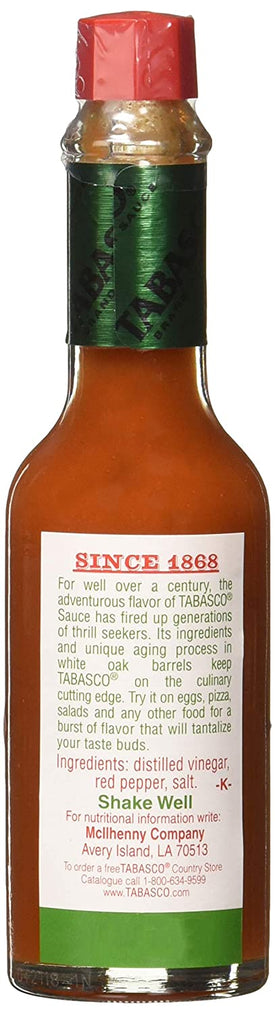 TABASCO
BRAND SAUCE
TABASCO
BRAND
SINCE 1868
For well over a century, the
adventurous flavor of TABASCO®
Sauce has fired up generations
of thrill seekers. Its ingredients
and unique aging process in
white oak barrels keep
TABASCO® on the culinary
cutting edge. Try it on eggs, pizza,
salads and any other food for a
burst of flavor that will tantalize
your taste buds.
Ingredients: distilled vinegar,
red pepper, salt. -K-
Shake Well
For nutritional information write:
McIlhenny Company
Avery Island, LA 70513
To order a freeTABASCO® Country Store
Catalogue call 1-800-634-9599
www.TABASCO.com